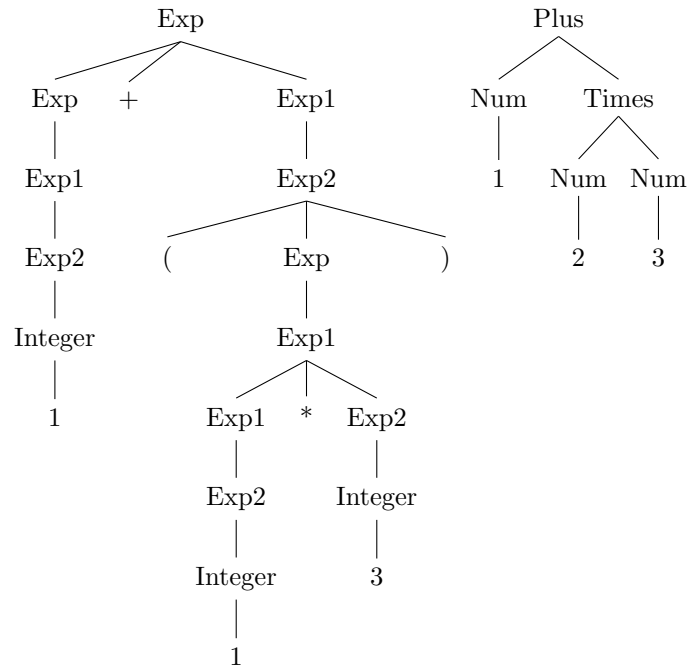 Exp Plus
Exp + Exp1 Num Times
Exp1 Exp2 1 Num Num
Exp2 ( Exp ) 2 3
Integer Exp1
1 Exp1 * Exp2
Exp2 Integer
Integer 3
1